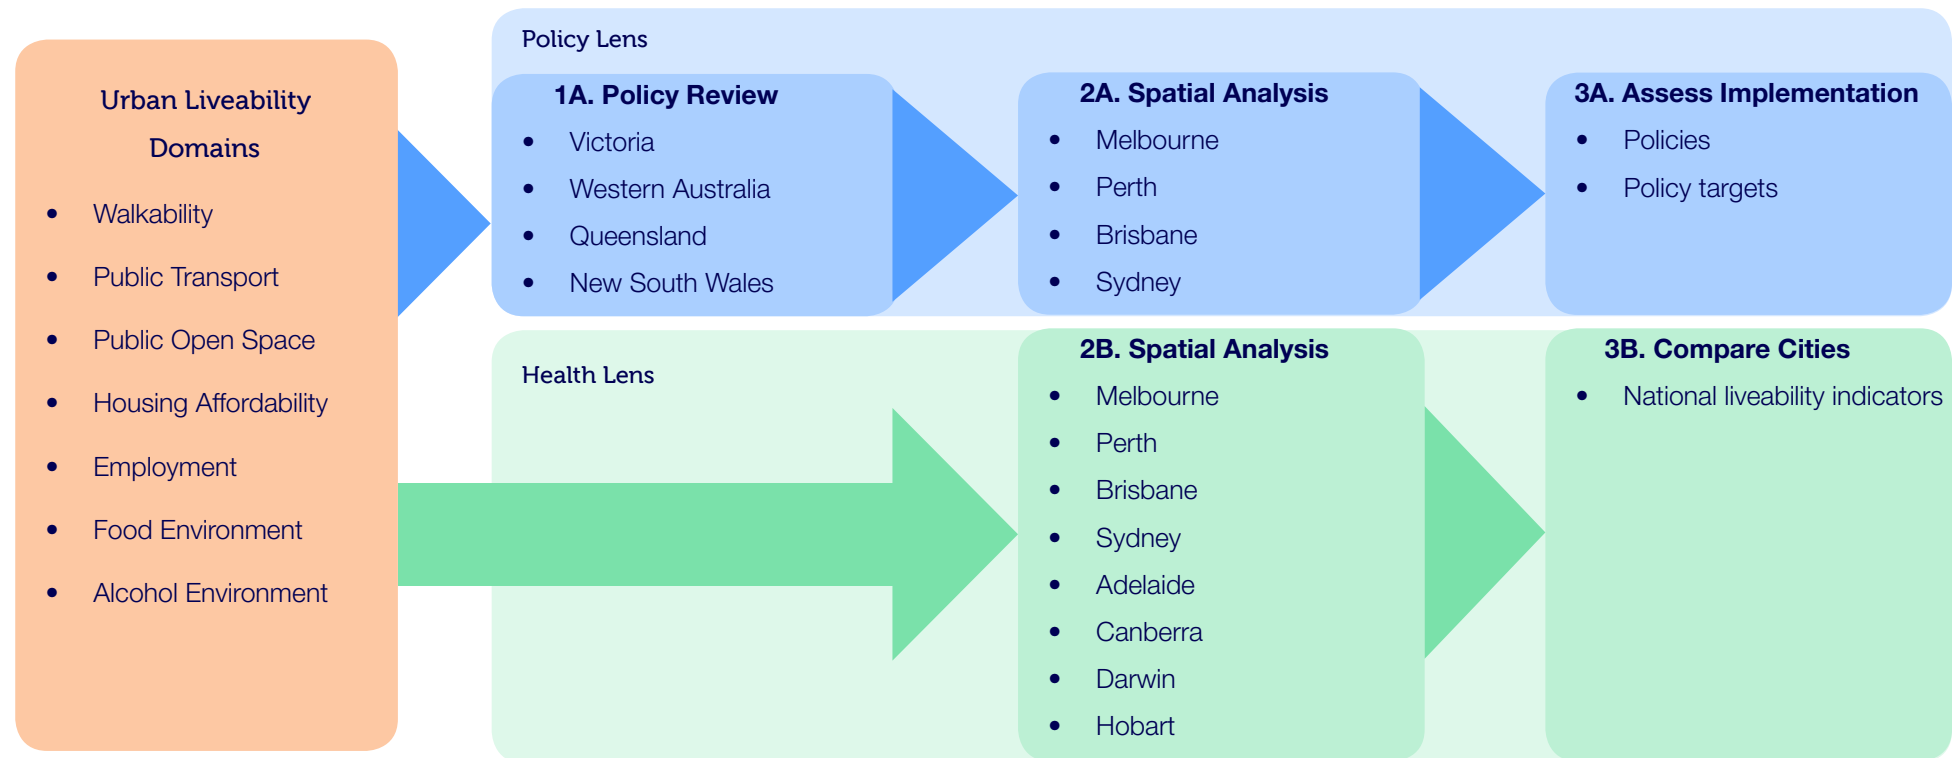 Urban Liveability
Domains
• Walkability
• Public Transport
• Public Open Space
• Housing Affordability
• Employment
• Food Environment
• Alcohol Environment
Policy Lens
1A. Policy Review
• Victoria
• Western Australia
• Queensland
• New South Wales
2A. Spatial Analysis
• Melbourne
• Perth
• Brisbane
• Sydney
3A. Assess Implementation
• Policies
• Policy targets
Health Lens
2B. Spatial Analysis
• Melbourne
• Perth
• Brisbane
• Sydney
• Adelaide
• Canberra
• Darwin
• Hobart
3B. Compare Cities
• National liveability indicators